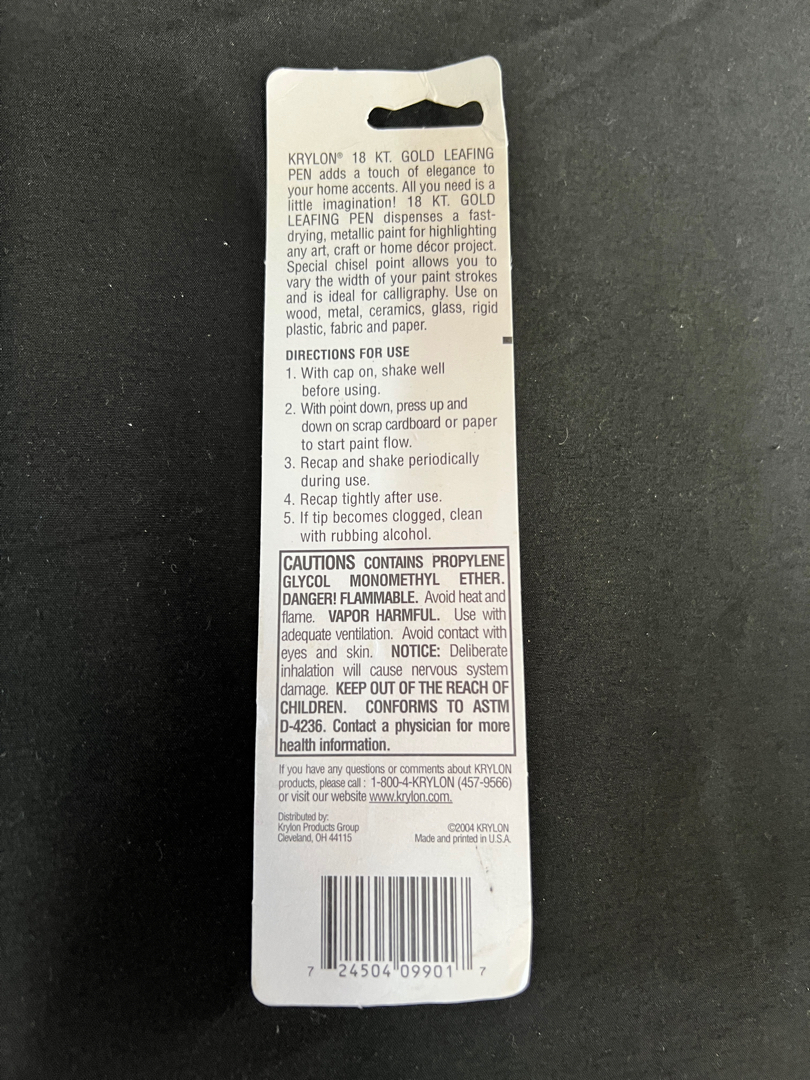 KRYLON® 18 KT. GOLD LEAFING
PEN adds a touch of elegance to
your home accents. All you need is a
little imagination! 18 KT. GOLD
LEAFING PEN dispenses a fast-
drying, metallic paint for highlighting
any art, craft or home décor project.
Special chisel point allows you to
vary the width of your paint strokes
and is ideal for calligraphy. Use on
wood, metal, ceramics, glass, rigid
plastic, fabric and paper.
DIRECTIONS FOR USE
1. With cap on, shake well
before using.
2. With point down, press up and
down on scrap cardboard or paper
to start paint flow.
3. Recap and shake periodically
during use.
4. Recap tightly after use.
5. If tip becomes clogged, clean
with rubbing alcohol.
CAUTIONS CONTAINS PROPYLENE
GLYCOL MONOMETHYL ETHER.
DANGER! FLAMMABLE. Avoid heat and
flame. VAPOR HARMFUL. Use with
adequate ventilation. Avoid contact with
eyes and skin. NOTICE: Deliberate
inhalation will cause nervous system
damage. KEEP OUT OF THE REACH OF
CHILDREN. CONFORMS TO ASTM
D-4236. Contact a physician for more
health information.
If you have any questions or comments about KRYLON
products, please call : 1-800-4-KRYLON (457-9566)
or visit our website www.krylon.com.
Distributed by:
Krylon Products Group
Cleveland, OH 44115
©2004 KRYLON
Made and printed in U.S.A.
7 24504 09901 7